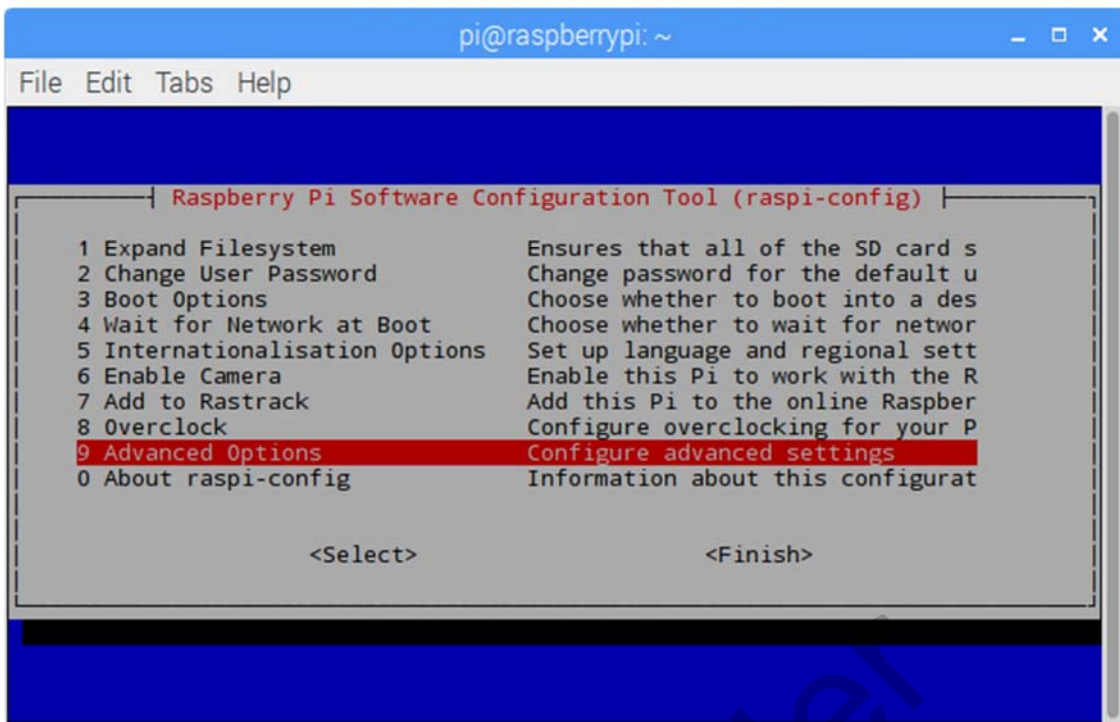 pi@raspberrypi: ~
File Edit Tabs Help
Raspberry Pi Software Configuration Tool (raspi-config)
1 Expand Filesystem Ensures that all of the SD card s
2 Change User Password Change password for the default u
3 Boot Options Choose whether to boot into a des
4 Wait for Network at Boot Choose whether to wait for networ
5 Internationalisation Options Set up language and regional sett
6 Enable Camera Enable this Pi to work with the R
7 Add to Rastrack Add this Pi to the online Raspber
8 Overclock Configure overclocking for your P
9 Advanced Options Configure advanced settings
0 About raspi-config Information about this configurat
<Select> <Finish>